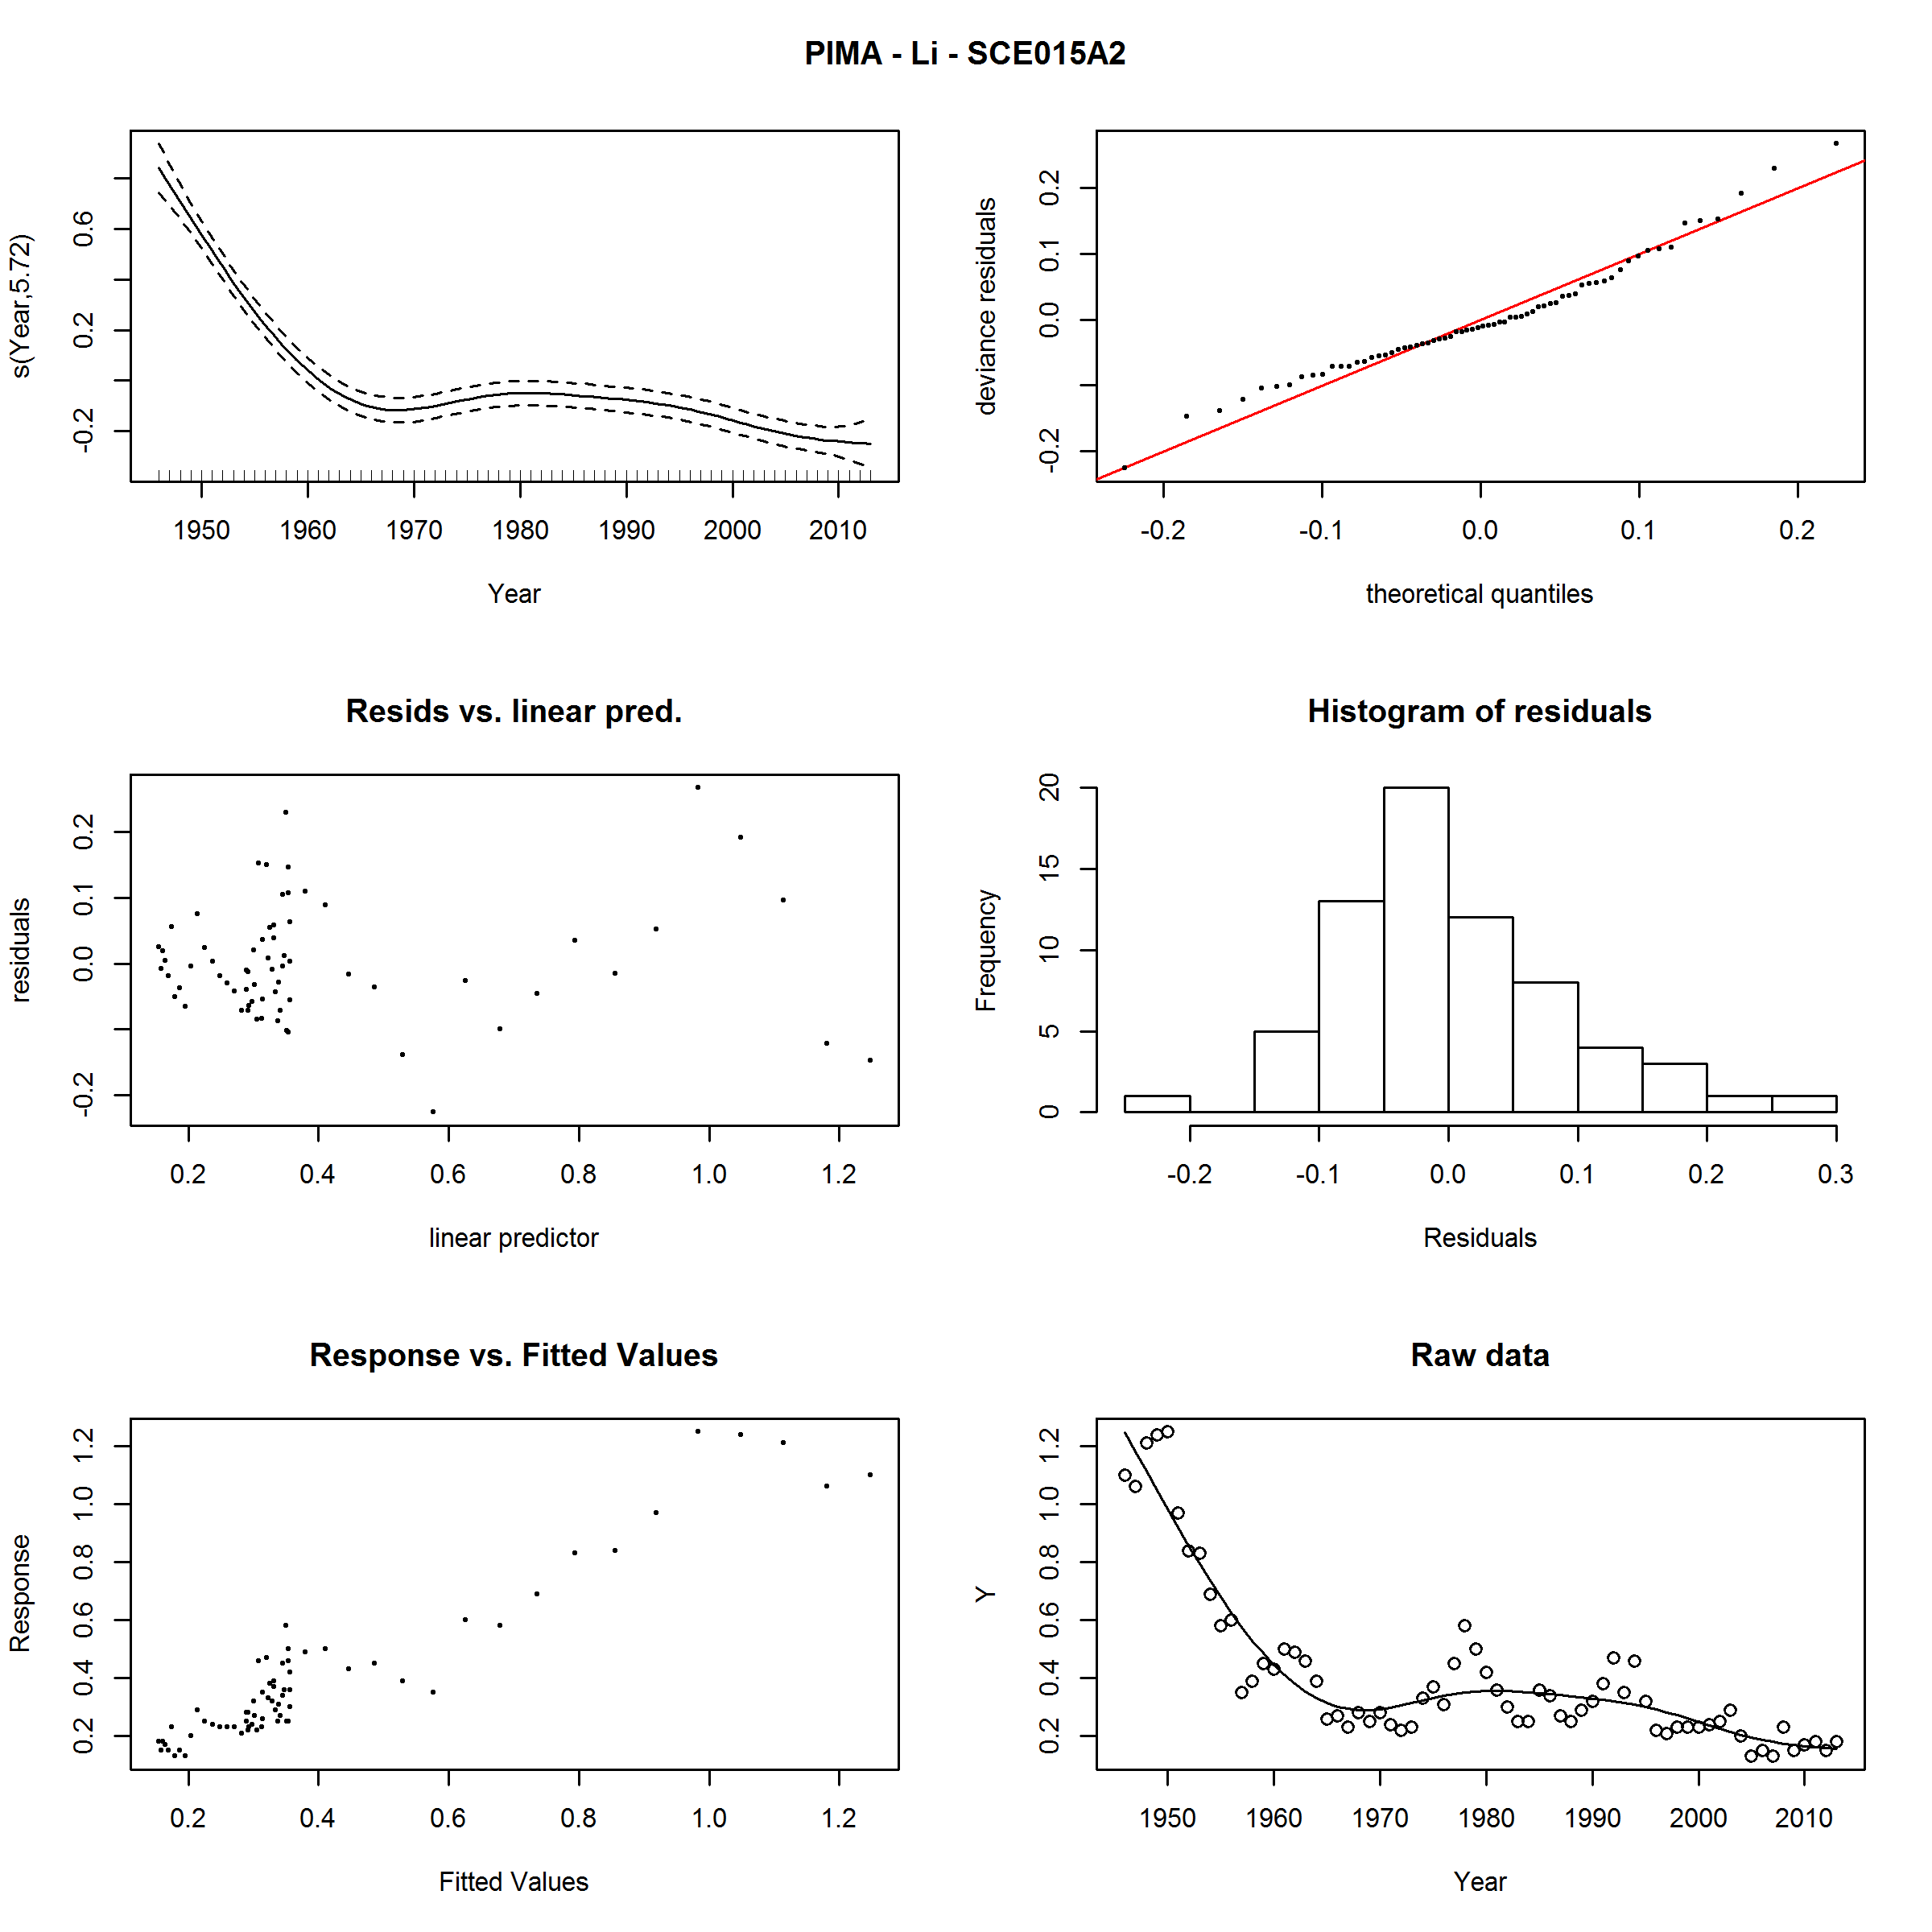 PIMA - Li - SCE015A2
s(Year,5.72)
-0.2 0.2 0.6
1950 1960 1970 1980 1990 2000 2010
Year
deviance residuals
-0.2 0.0 0.1 0.2
-0.2 -0.1 0.0 0.1 0.2
theoretical quantiles
Resids vs. linear pred.
residuals
-0.2 0.0 0.1 0.2
0.2 0.4 0.6 0.8 1.0 1.2
linear predictor
Histogram of residuals
Frequency
0 5 10 15 20
-0.2 -0.1 0.0 0.1 0.2 0.3
Residuals
Response vs. Fitted Values
Response
0.2 0.4 0.6 0.8 1.0 1.2
0.2 0.4 0.6 0.8 1.0 1.2
Fitted Values
Raw data
Y
0.2 0.4 0.6 0.8 1.0 1.2
1950 1960 1970 1980 1990 2000 2010
Year